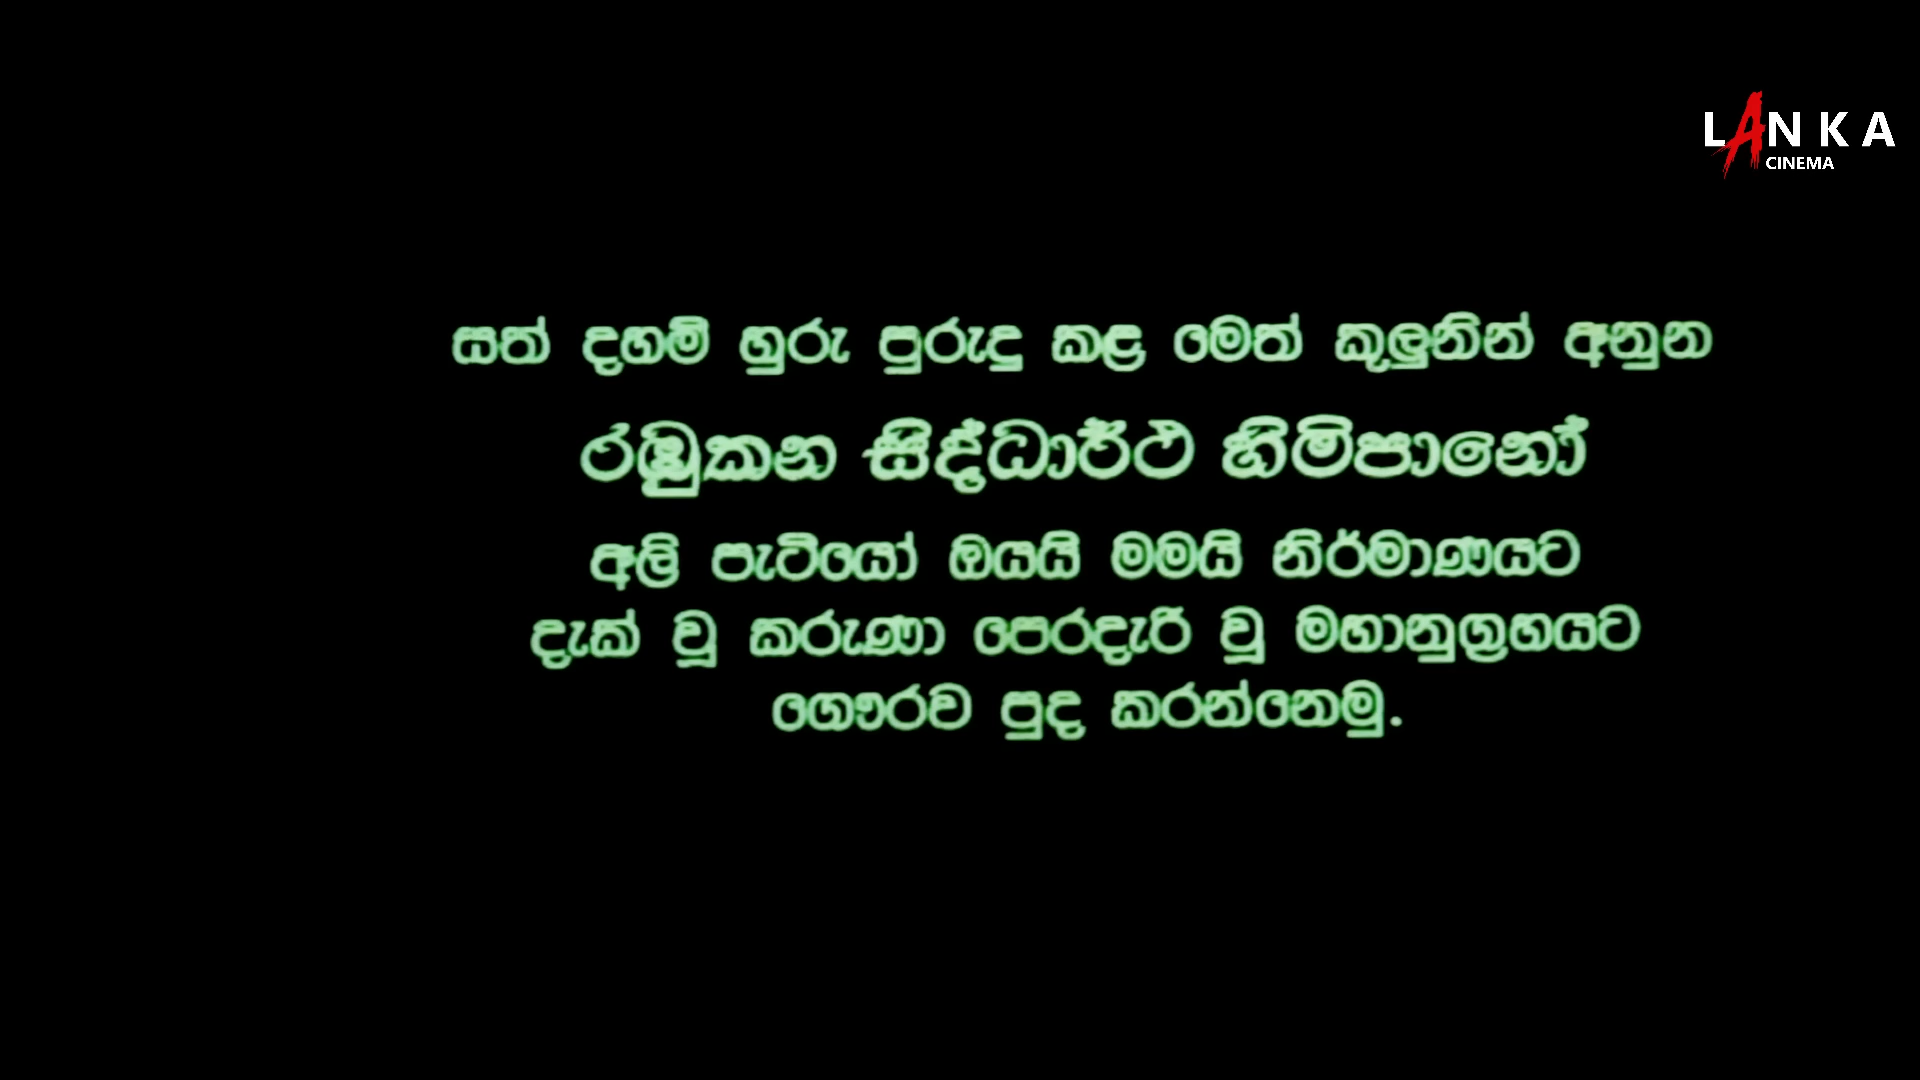 LANKA
CINEMA
සත් දහම් හුරු පුරුදු කළ මෙත් කුලුනින් අනුන
රඹුකන සිද්ධාර්ථ හිමිපානෝ
අලි පැටියෝ ඔයයි මමයි නිර්මාණයට
දැක් වූ කරුණා පෙරදැරි වූ මහානුග්‍රහයට
ගෞරව පුද කරන්නෙමු.